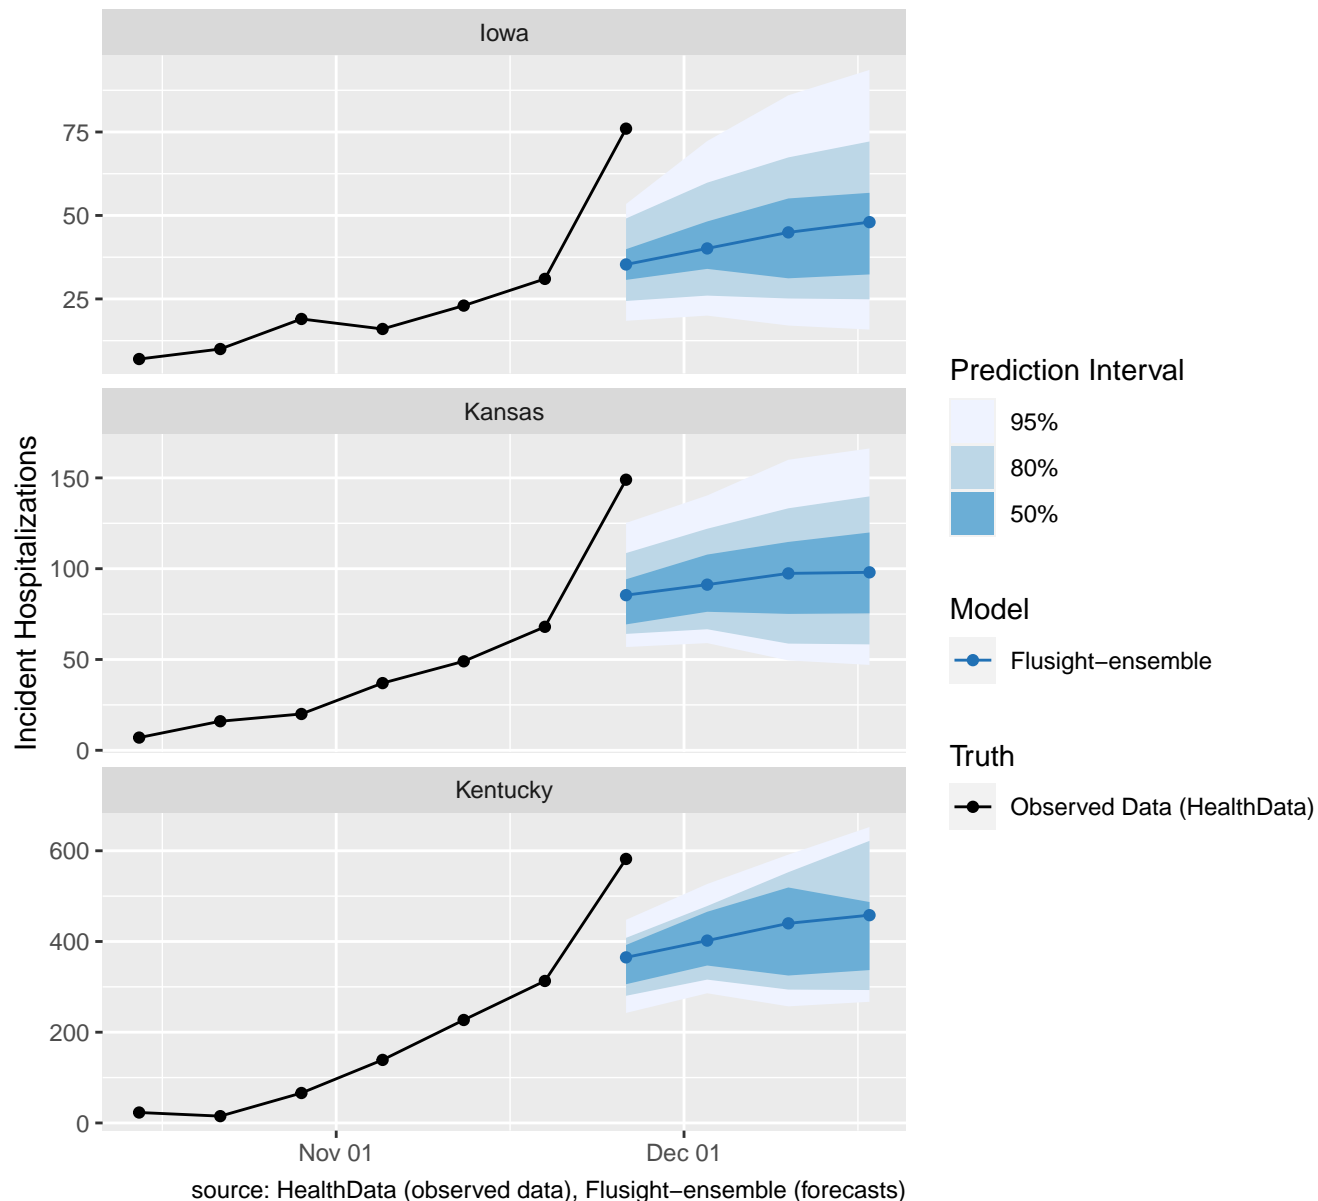 Iowa
75
50
25
Kansas
150
100
50
0
Kentucky
600
400
200
0
Nov 01
Dec 01
Incident Hospitalizations
source: HealthData (observed data), Flusight−ensemble (forecasts)
Prediction Interval
95%
80%
50%
Model
Flusight−ensemble
Truth
Observed Data (HealthData)